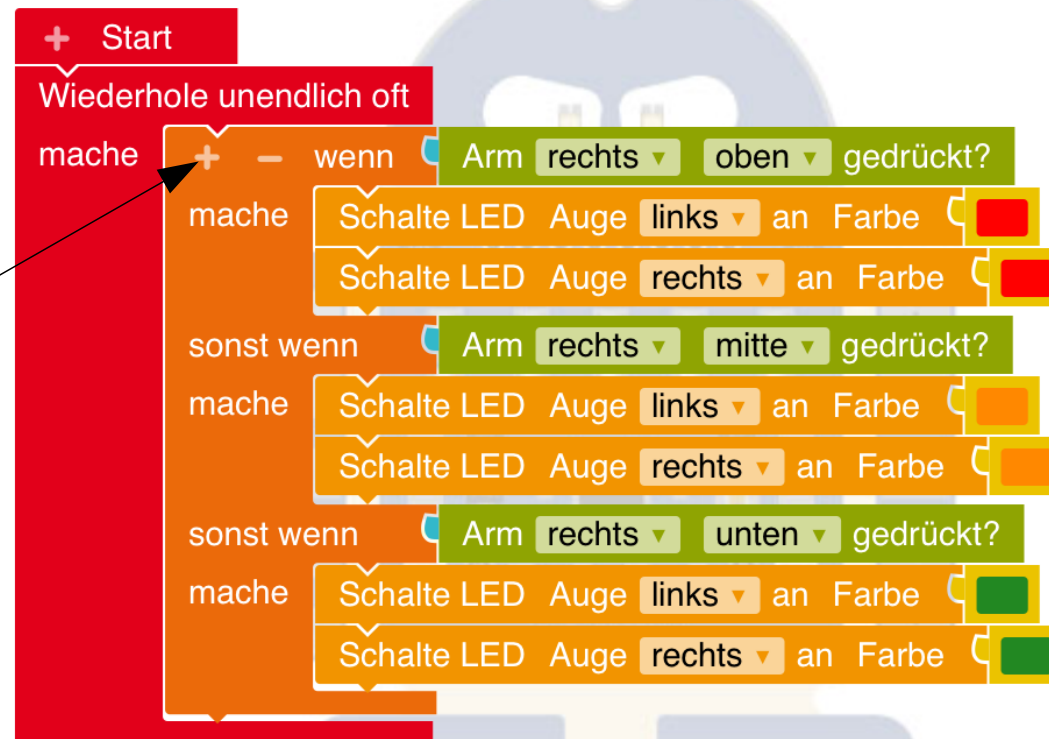 + Start
Wiederhole unendlich oft
mache + − wenn Arm rechts ▾ oben ▾ gedrückt?
mache Schalte LED Auge links ▾ an Farbe
Schalte LED Auge rechts ▾ an Farbe
sonst wenn Arm rechts ▾ mitte ▾ gedrückt?
mache Schalte LED Auge links ▾ an Farbe
Schalte LED Auge rechts ▾ an Farbe
sonst wenn Arm rechts ▾ unten ▾ gedrückt?
mache Schalte LED Auge links ▾ an Farbe
Schalte LED Auge rechts ▾ an Farbe